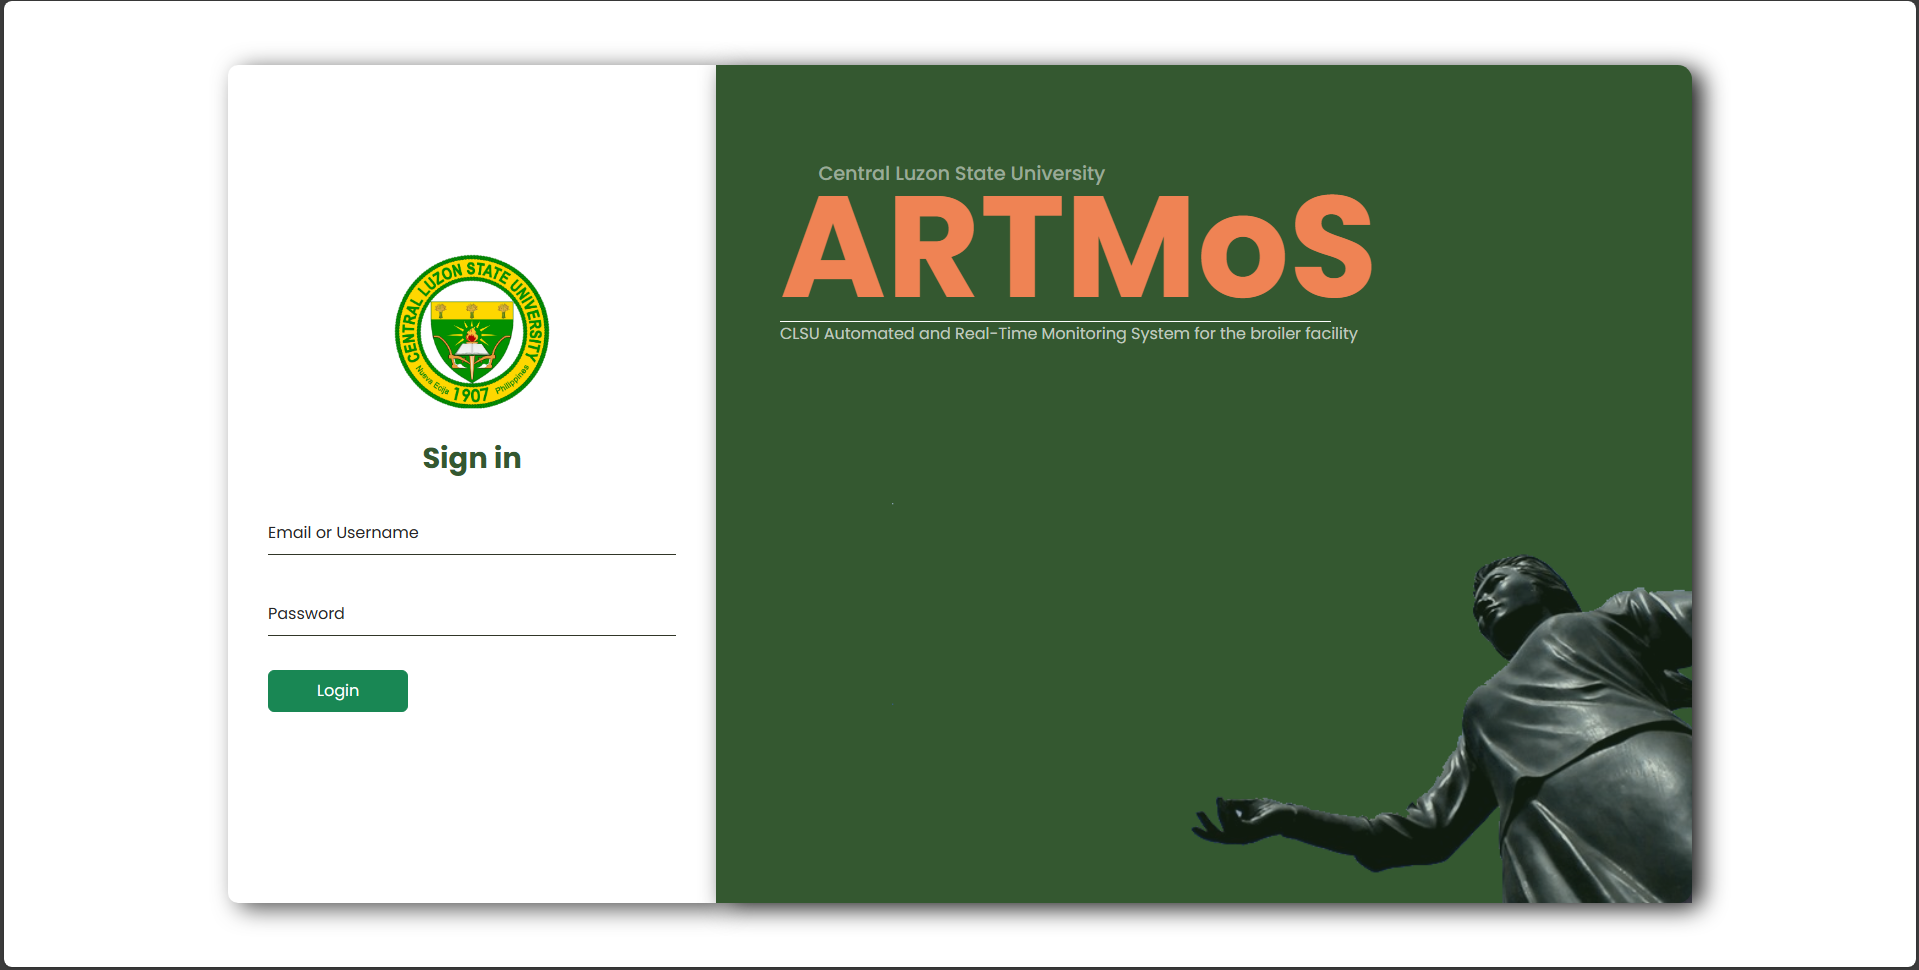 CENTRAL LUZON STATE UNIVERSITY
Nueva Ecija 1907 Philippines
Sign in
Email or Username
Password
Login
Central Luzon State University
ARTMoS
CLSU Automated and Real-Time Monitoring System for the broiler facility